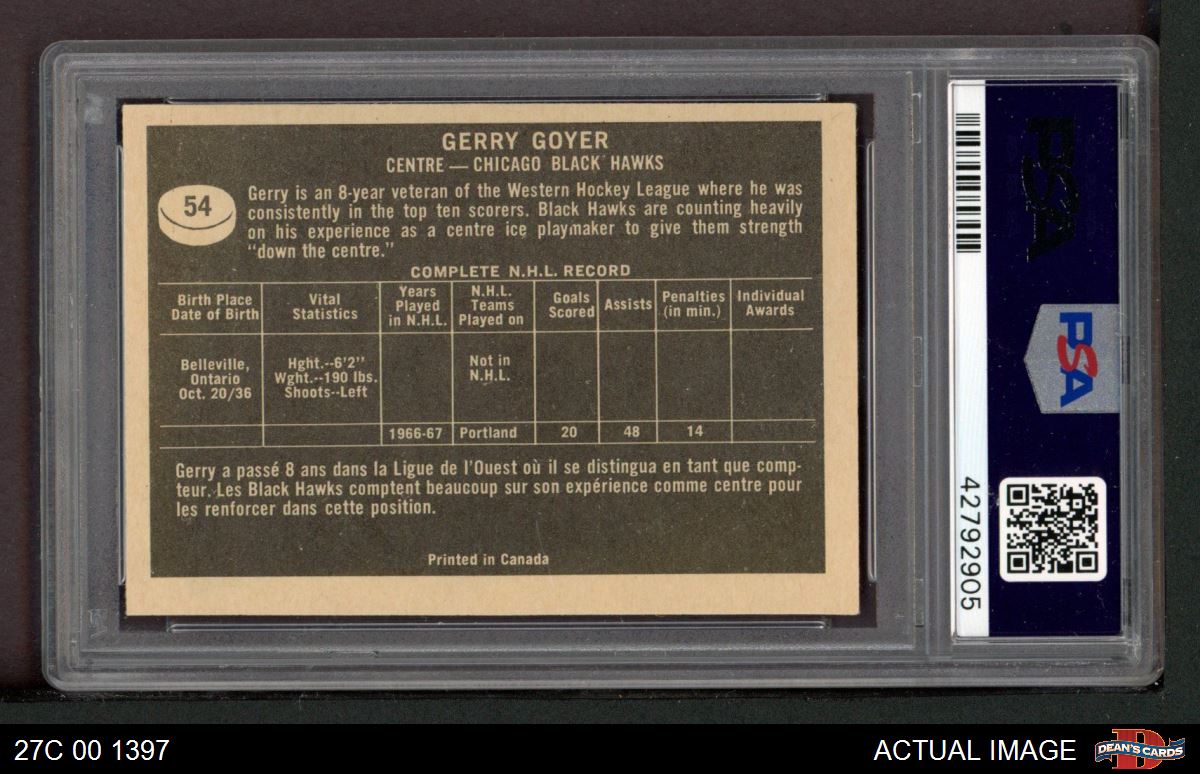 GERRY GOYER
CENTRE — CHICAGO BLACK HAWKS
54
Gerry is an 8-year veteran of the Western Hockey League where he was
consistently in the top ten scorers. Black Hawks are counting heavily
on his experience as a centre ice playmaker to give them strength
"down the centre."
COMPLETE N.H.L. RECORD
Birth Place
Date of Birth
Vital
Statistics
Years
Played
in N.H.L.
N.H.L.
Teams
Played on
Goals
Scored
Assists
Penalties
(in min.)
Individual
Awards
Belleville,
Ontario
Oct. 20/36
Hght.--6'2"
Wght.--190 lbs.
Shoots--Left
Not in
N.H.L.
1966-67 Portland 20 48 14
Gerry a passé 8 ans dans la Ligue de l'Ouest où il se distingua en tant que comp-
teur. Les Black Hawks comptent beaucoup sur son expérience comme centre pour
les renforcer dans cette position.
Printed in Canada
PSA
PSA
42792905
27C 00 1397
ACTUAL IMAGE
DEAN'S CARDS